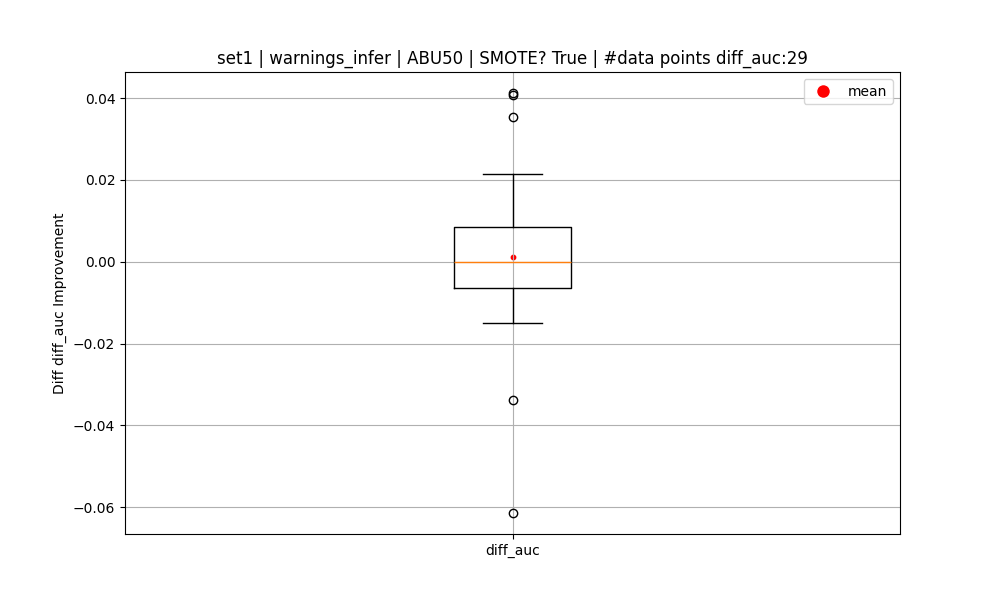 set1 | warnings_infer | ABU50 | SMOTE? True | #data points diff_auc:29
mean
0.04
0.02
0.00
−0.02
−0.04
−0.06
Diff diff_auc Improvement
diff_auc